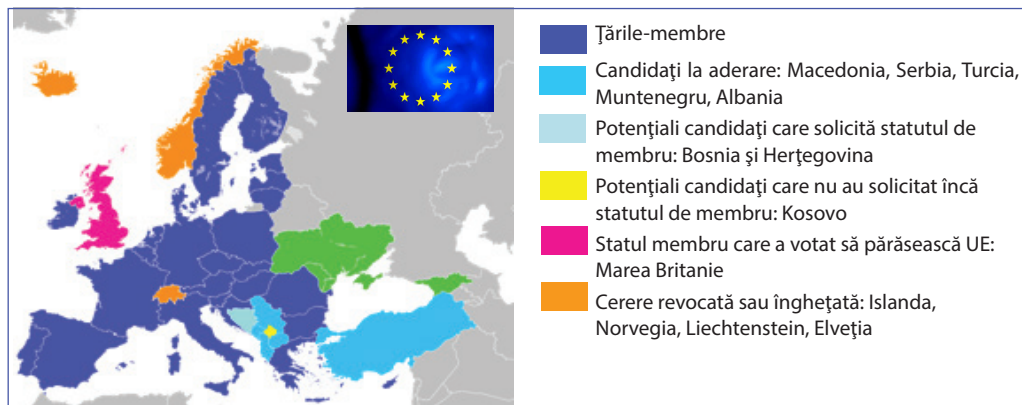 Ţările-membre
Candidaţi la aderare: Macedonia, Serbia, Turcia,
Muntenegru, Albania
Potenţiali candidaţi care solicită statutul de
membru: Bosnia şi Herţegovina
Potenţiali candidaţi care nu au solicitat încă
statutul de membru: Kosovo
Statul membru care a votat să părăsească UE:
Marea Britanie
Cerere revocată sau îngheţată: Islanda,
Norvegia, Liechtenstein, Elveţia